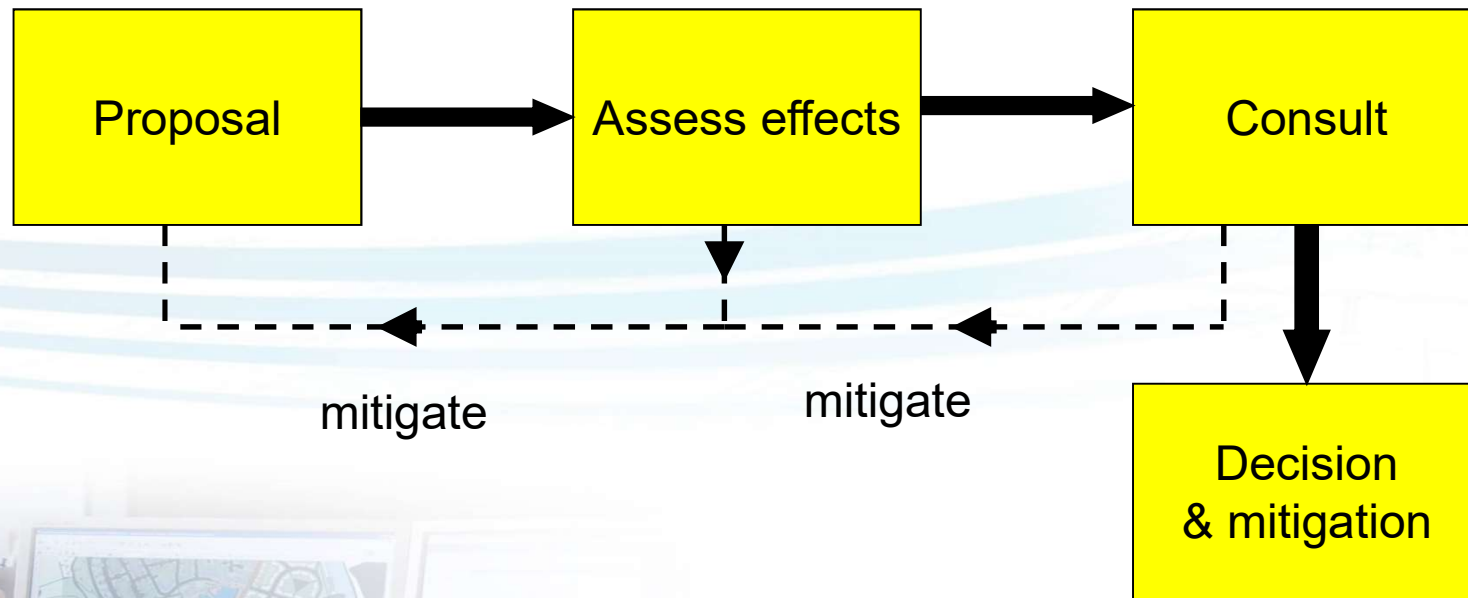 Proposal
Assess effects
Consult
mitigate
mitigate
Decision
& mitigation